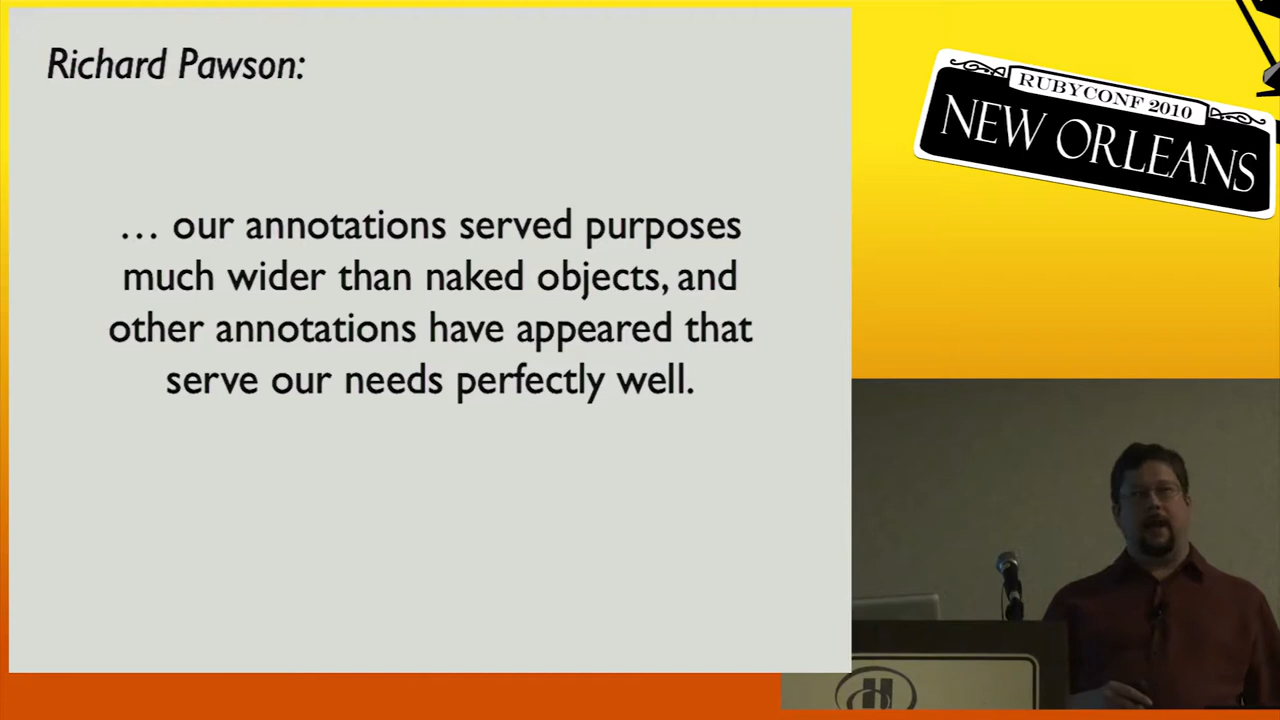 Richard Pawson:
… our annotations served purposes
much wider than naked objects, and
other annotations have appeared that
serve our needs perfectly well.
RUBYCONF 2010
NEW ORLEANS
H